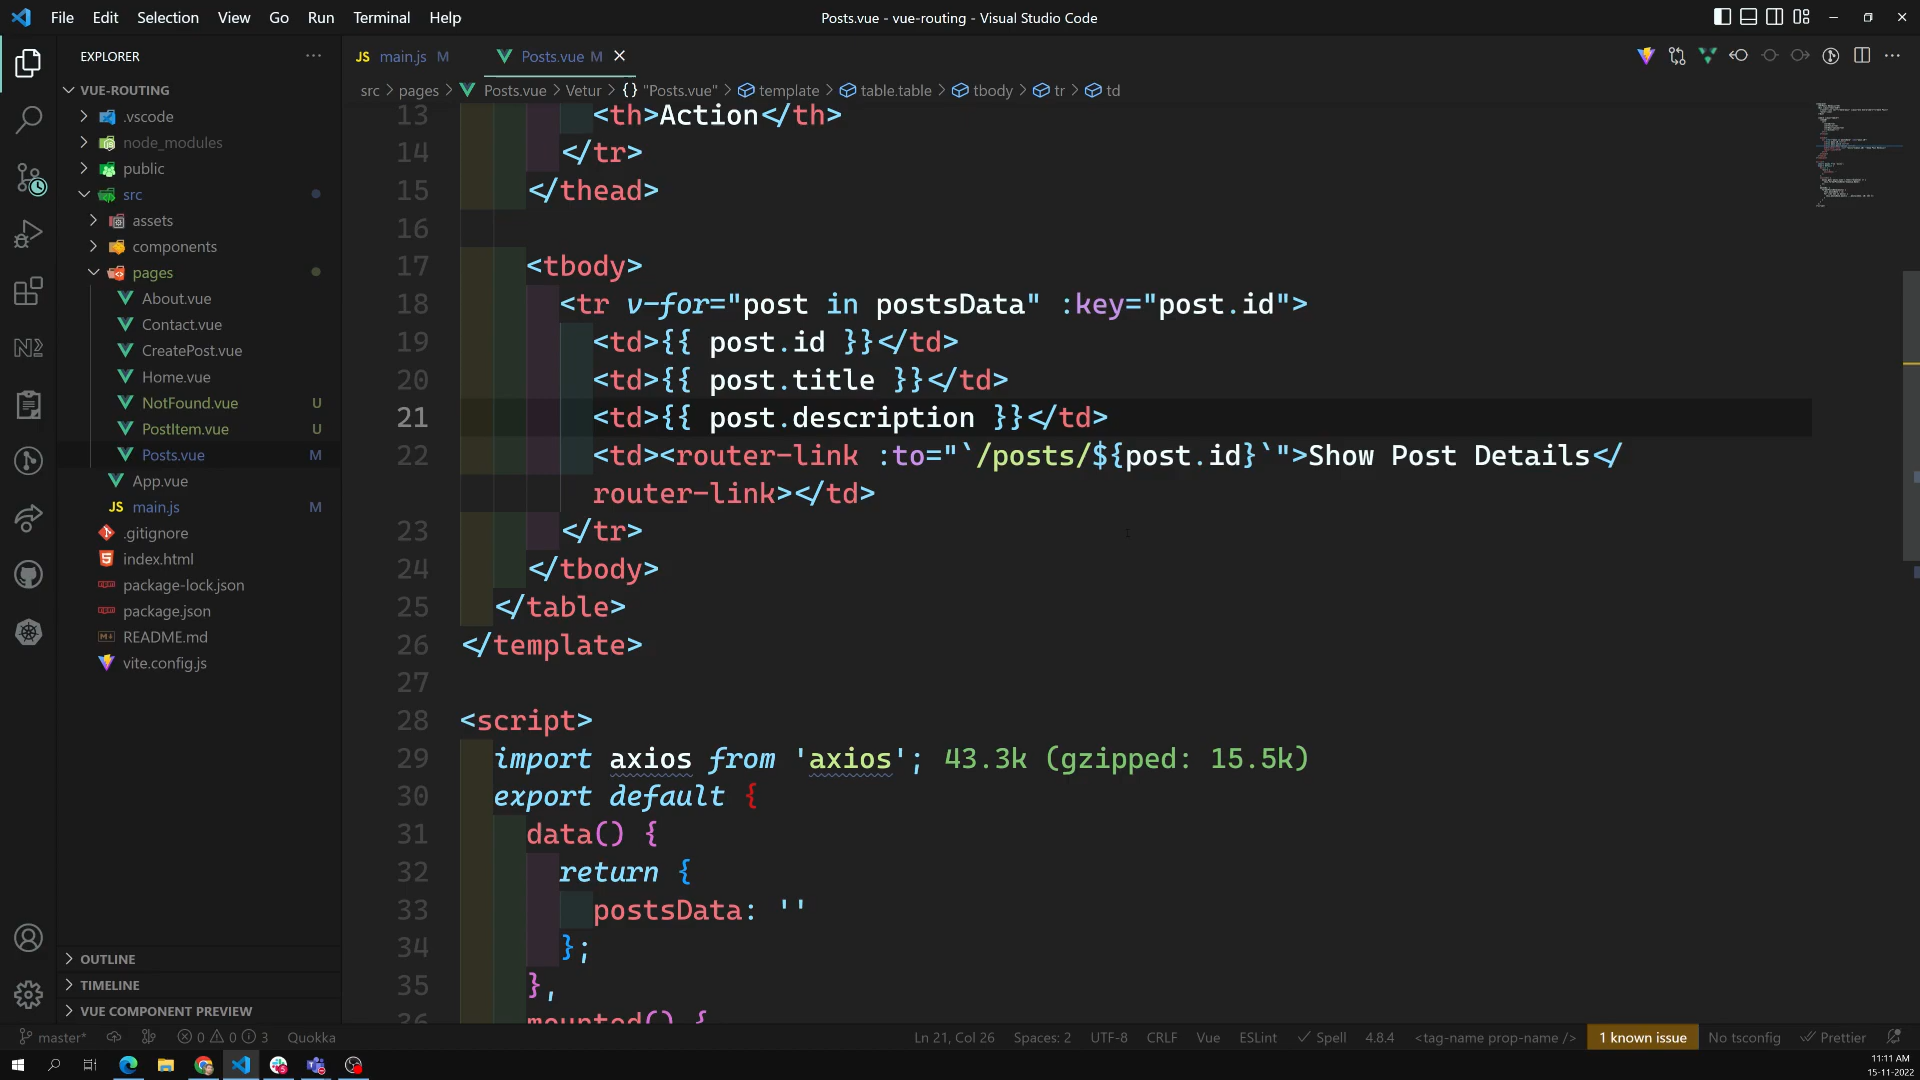 File Edit Selection View Go Run Terminal Help
Posts.vue - vue-routing - Visual Studio Code
EXPLORER
VUE-ROUTING
.vscode
node_modules
public
src
assets
components
pages
About.vue
Contact.vue
CreatePost.vue
Home.vue
NotFound.vue U
PostItem.vue U
Posts.vue M
App.vue
JS main.js M
.gitignore
index.html
package-lock.json
package.json
README.md
vite.config.js
OUTLINE
TIMELINE
VUE COMPONENT PREVIEW
JS main.js M
Posts.vue M
src > pages > Posts.vue > Vetur > {} "Posts.vue" > template > table.table > tbody > tr > td
13 <th>Action</th>
14 </tr>
15 </thead>
16
17 <tbody>
18 <tr v-for="post in postsData" :key="post.id">
19 <td>{{ post.id }}</td>
20 <td>{{ post.title }}</td>
21 <td>{{ post.description }}</td>
22 <td><router-link :to="`/posts/${post.id}`">Show Post Details</
router-link></td>
23 </tr>
24 </tbody>
25 </table>
26 </template>
27
28 <script>
29 import axios from 'axios'; 43.3k (gzipped: 15.5k)
30 export default {
31 data() {
32 return {
33 postsData: ''
34 };
35 },
36 mounted() {
master* 0 0 3 Quokka
Ln 21, Col 26 Spaces: 2 UTF-8 CRLF Vue ESLint Spell 4.8.4 <tag-name prop-name /> 1 known issue No tsconfig Prettier
11:11 AM
15-11-2022